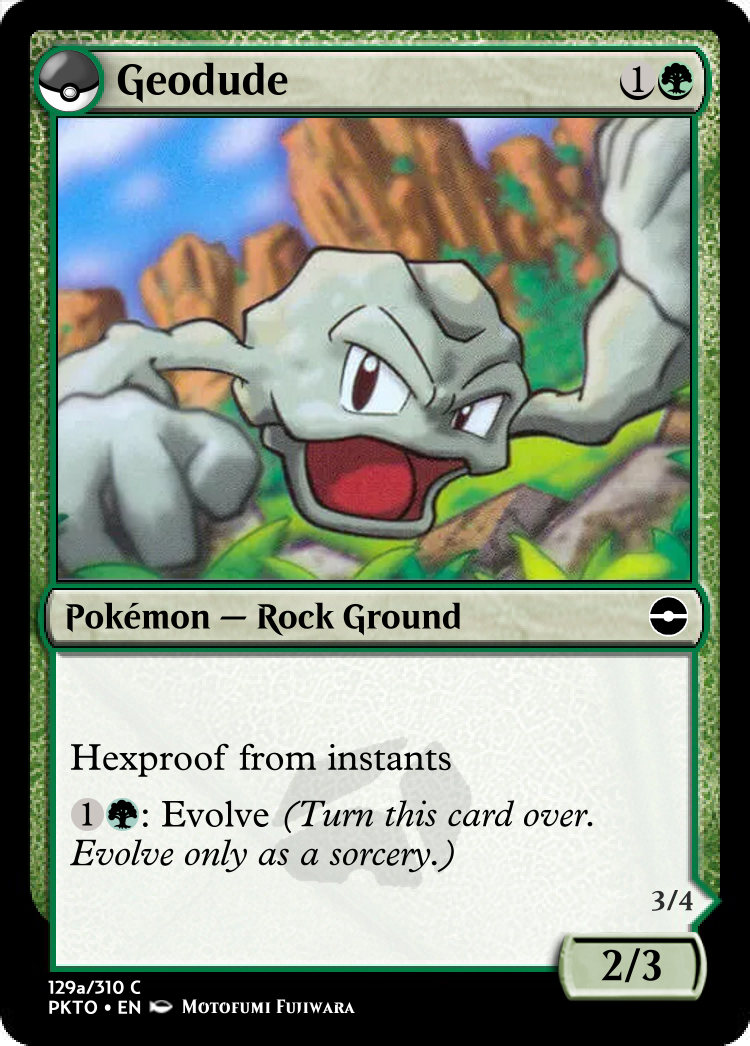 Geodude 1
Pokémon — Rock Ground
Hexproof from instants
1: Evolve (Turn this card over.
Evolve only as a sorcery.)
3/4
2/3
129a/310 C
PKTO • EN Motofumi Fujiwara